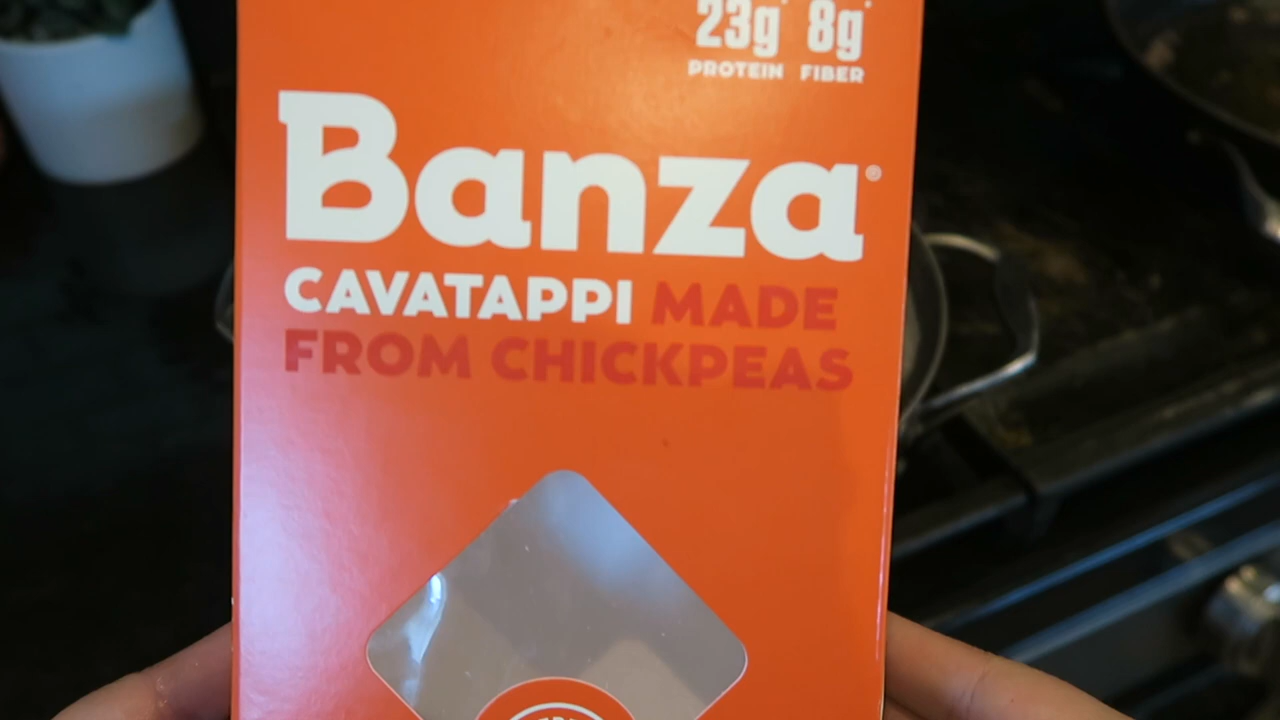 23g* 8g*
PROTEIN FIBER
Banza®
CAVATAPPI MADE
FROM CHICKPEAS